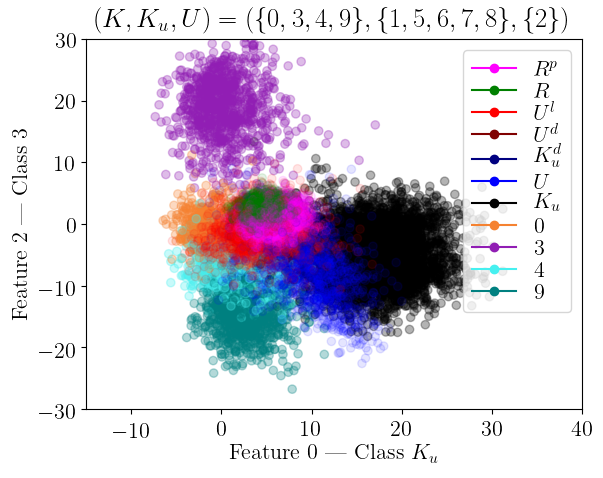 (K, K_u, U) = ({0, 3, 4, 9}, {1, 5, 6, 7, 8}, {2})
30
20
10
0
−10
−20
−30
Feature 2 — Class 3
R^p
R
U^l
U^d
K_u^d
U
K_u
0
3
4
9
−10
0
10
20
30
40
Feature 0 — Class K_u